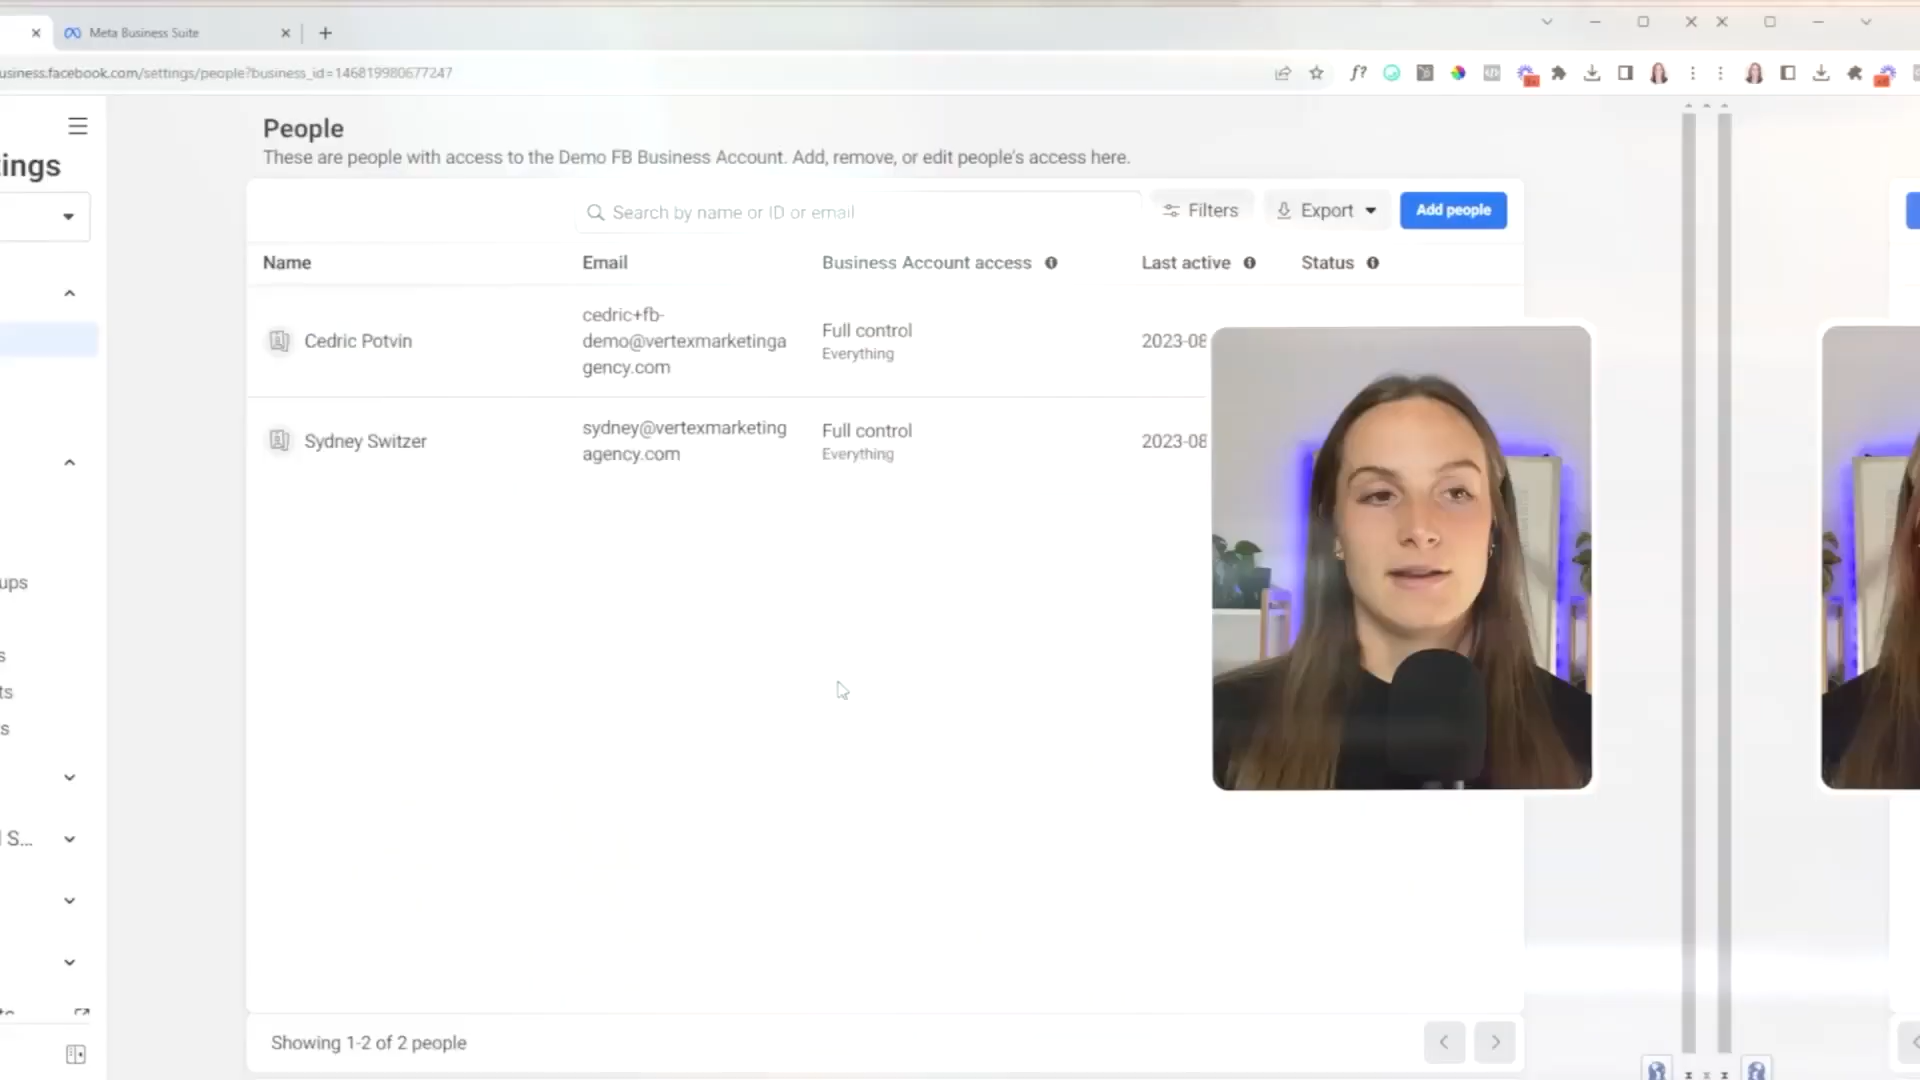 Meta Business Suite
usiness.facebook.com/settings/people?business_id=146819980677247
f?
tings
People
These are people with access to the Demo FB Business Account. Add, remove, or edit people's access here.
Search by name or ID or email
Filters
Export
Add people
Name
Email
Business Account access
Last active
Status
Cedric Potvin
cedric+fb-
demo@vertexmarketinga
gency.com
Full control
Everything
2023-08
Sydney Switzer
sydney@vertexmarketing
agency.com
Full control
Everything
2023-08
ups
s
ts
s
l S...
Showing 1-2 of 2 people